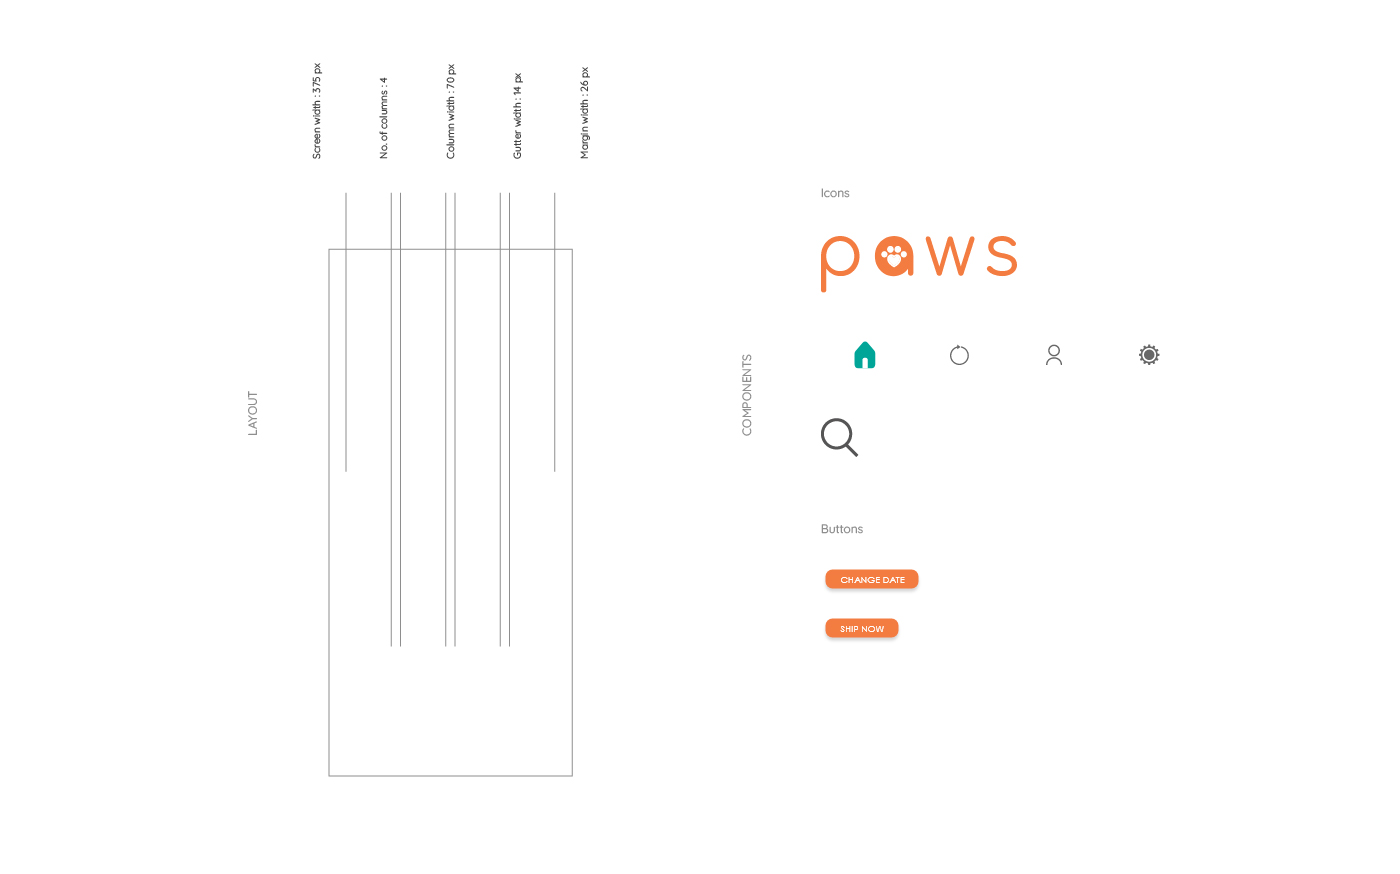 Screen width : 375 px
No. of columns : 4
Column width : 70 px
Gutter width : 14 px
Margin width : 26 px
LAYOUT
COMPONENTS
Icons
paws
Buttons
CHANGE DATE
SHIP NOW